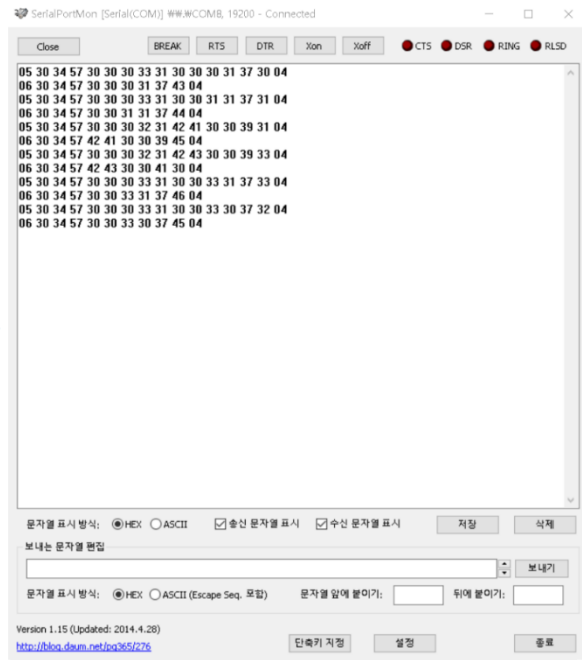 SerialPortMon [Serial(COM)] ₩₩.₩COM8, 19200 - Connected
Close BREAK RTS DTR Xon Xoff CTS DSR RING RLSD
05 30 34 57 30 30 30 33 31 30 30 30 31 37 30 04
06 30 34 57 30 30 30 31 37 43 04
05 30 34 57 30 30 30 33 31 30 30 31 31 37 31 04
06 30 34 57 30 30 31 31 37 44 04
05 30 34 57 30 30 30 32 31 42 41 30 30 39 31 04
06 30 34 57 42 41 30 30 39 45 04
05 30 34 57 30 30 30 32 31 42 43 30 30 39 33 04
06 30 34 57 42 43 30 30 41 30 04
05 30 34 57 30 30 30 33 31 30 30 33 31 37 33 04
06 30 34 57 30 30 33 31 37 46 04
05 30 34 57 30 30 30 33 31 30 30 33 30 37 32 04
06 30 34 57 30 30 33 30 37 45 04
문자열 표시 방식: HEX ASCII 송신 문자열 표시 수신 문자열 표시 저장 삭제
보내는 문자열 편집
보내기
문자열 표시 방식: HEX ASCII (Escape Seq. 포함) 문자열 앞에 붙이기: 뒤에 붙이기:
Version 1.15 (Updated: 2014.4.28)
http://blog.daum.net/pg365/276 단축키 지정 설정 종료